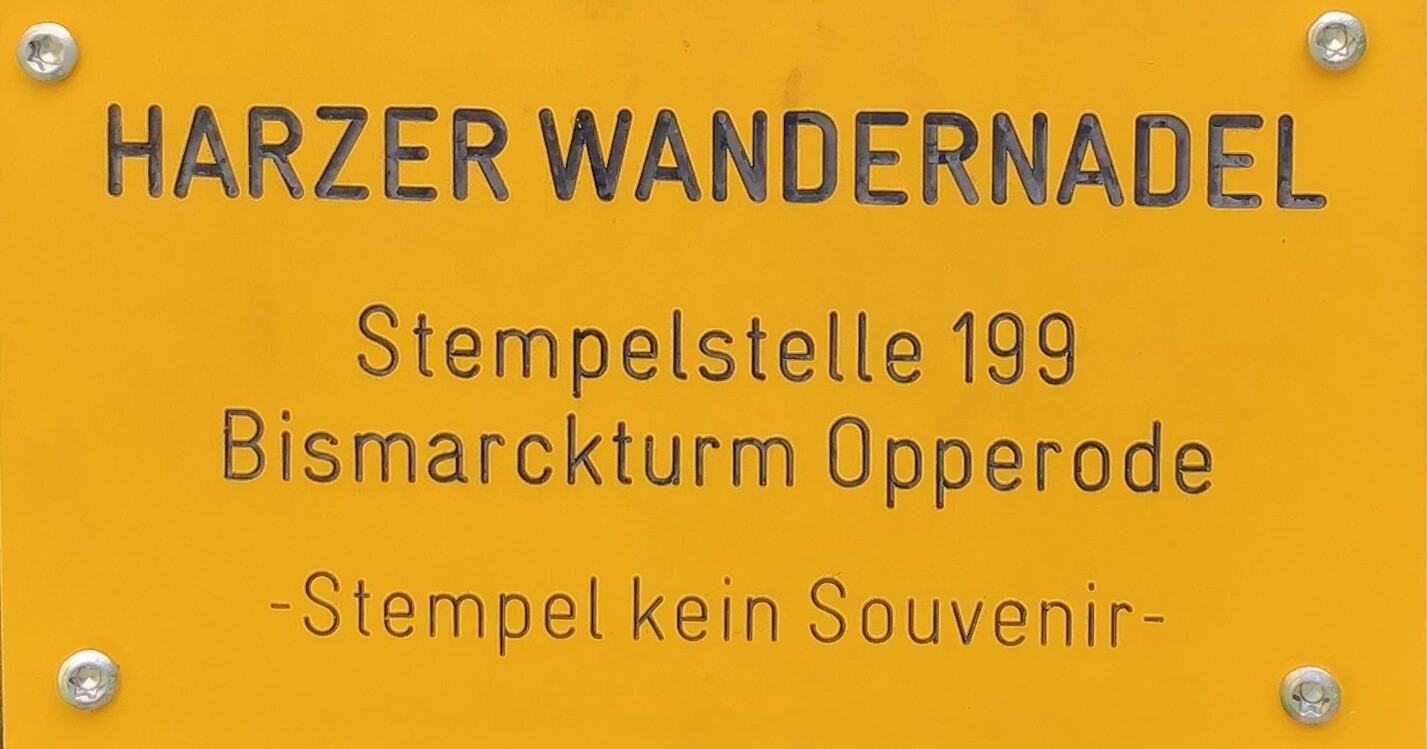 HARZER WANDERNADEL
Stempelstelle 199
Bismarckturm Opperode
-Stempel kein Souvenir-